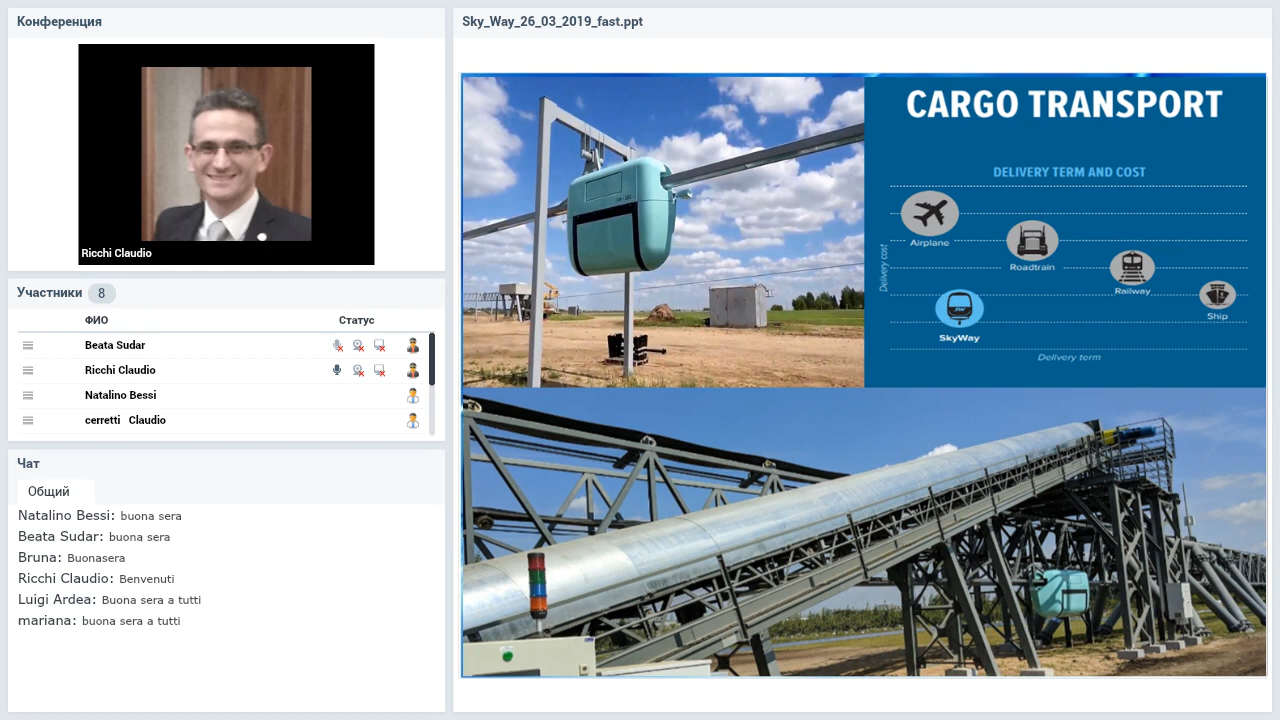 Конференция
Ricchi Claudio
Участники 8
ФИО Статус
Beata Sudar
Ricchi Claudio
Natalino Bessi
cerretti Claudio
Чат
Общий
Natalino Bessi: buona sera
Beata Sudar: buona sera
Bruna: Buonasera
Ricchi Claudio: Benvenuti
Luigi Ardea: Buona sera a tutti
mariana: buona sera a tutti
Sky_Way_26_03_2019_fast.ppt
CARGO TRANSPORT
DELIVERY TERM AND COST
Delivery cost
Airplane
Roadtrain
Railway
Ship
SkyWay
Delivery term